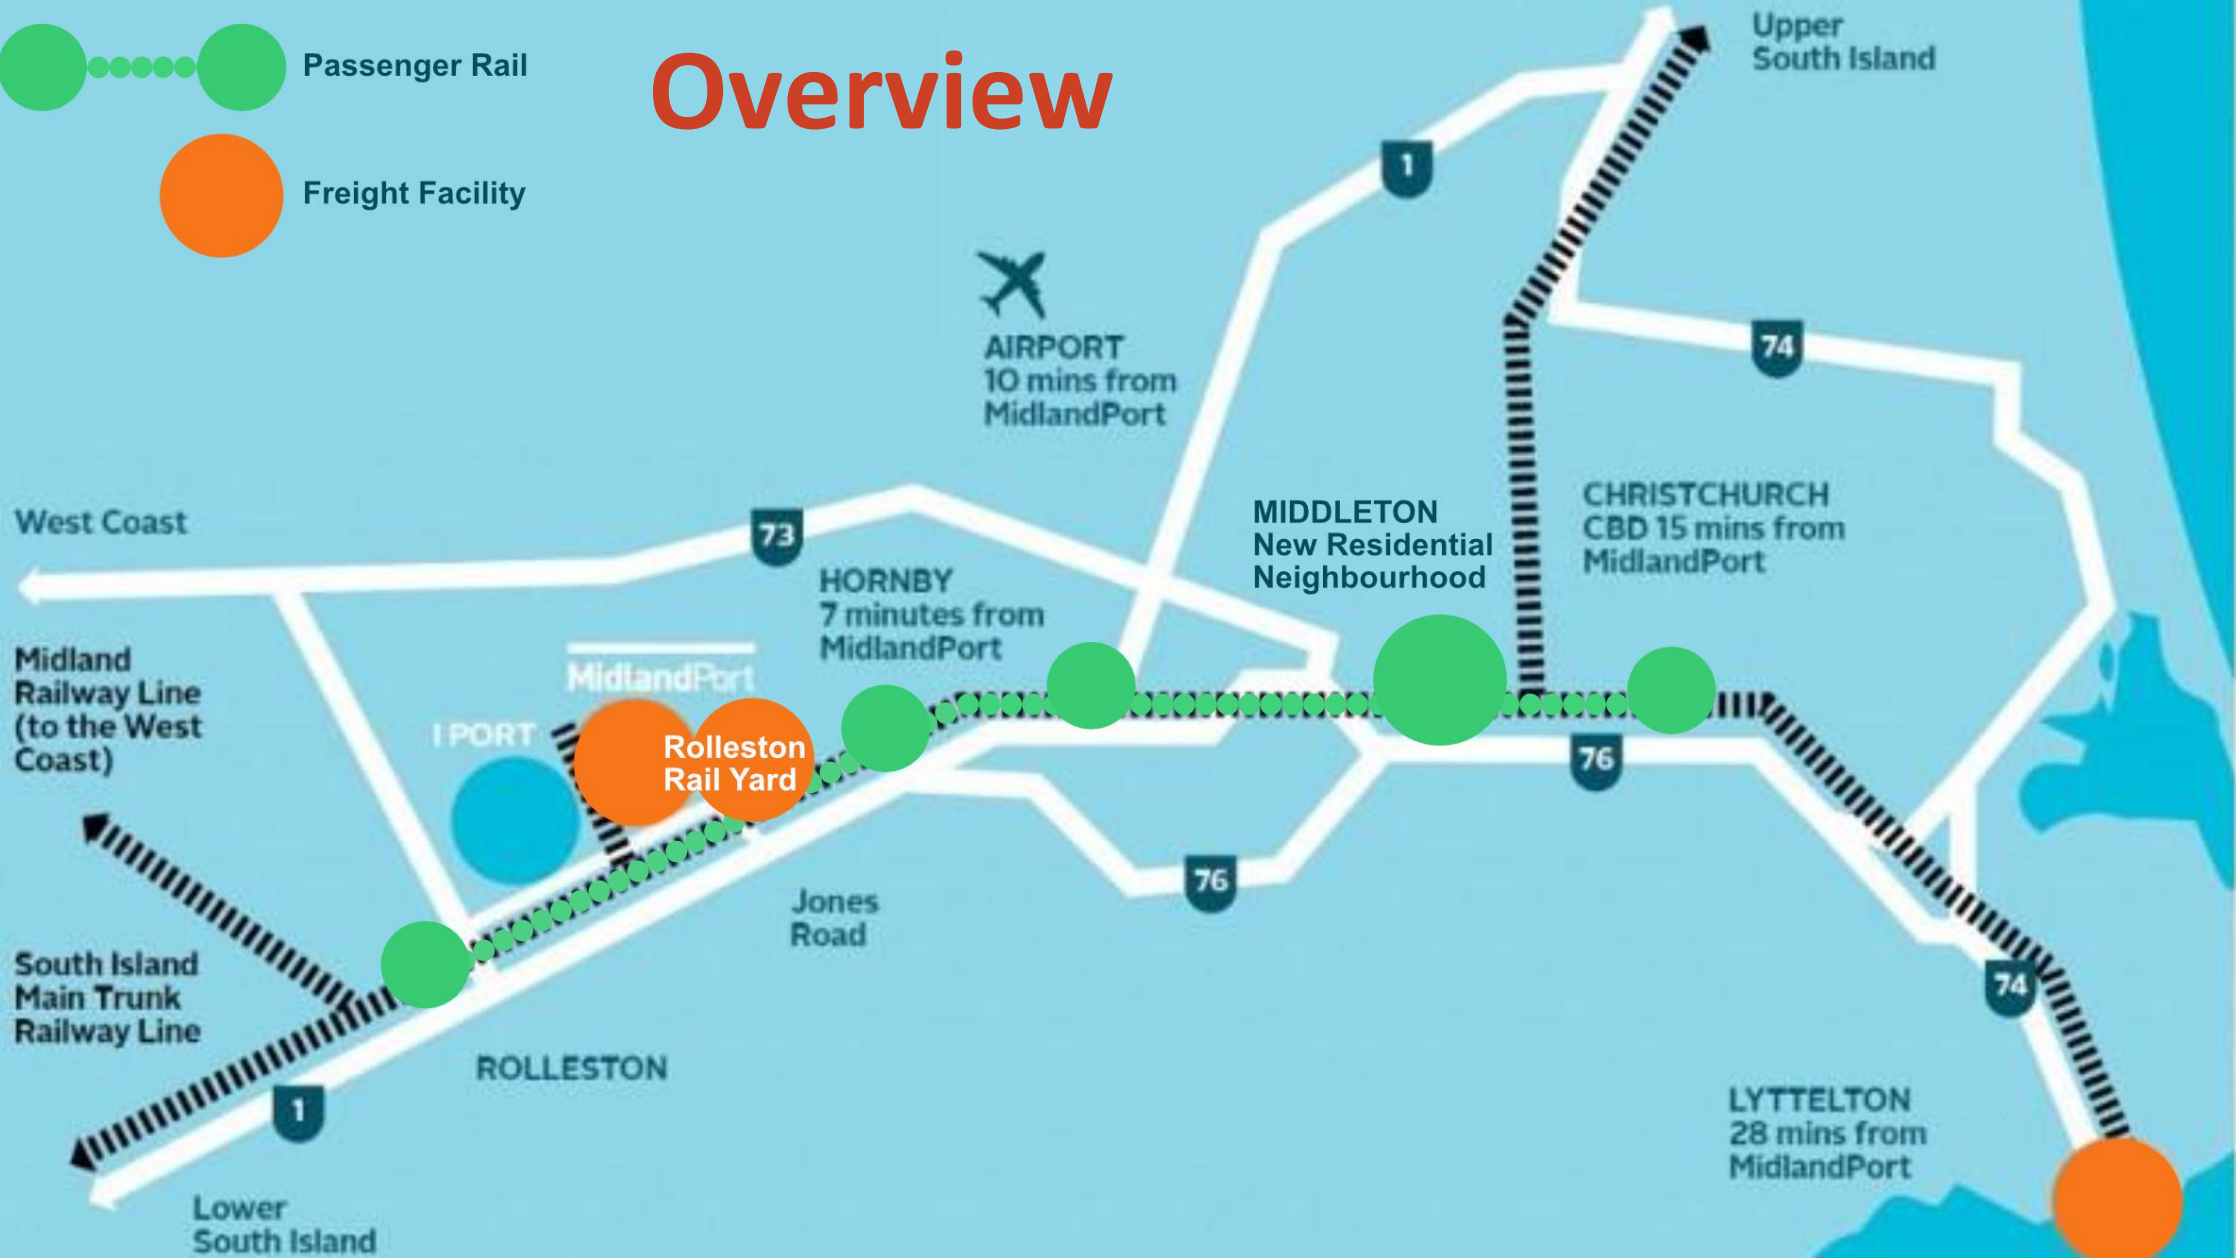 Passenger Rail
Freight Facility
Overview
Upper
South Island
1
AIRPORT
10 mins from
MidlandPort
74
West Coast
73
HORNBY
7 minutes from
MidlandPort
MIDDLETON
New Residential
Neighbourhood
CHRISTCHURCH
CBD 15 mins from
MidlandPort
Midland
Railway Line
(to the West
Coast)
MidlandPort
I PORT
Rolleston
Rail Yard
76
76
Jones
Road
South Island
Main Trunk
Railway Line
74
ROLLESTON
1
LYTTELTON
28 mins from
MidlandPort
Lower
South Island